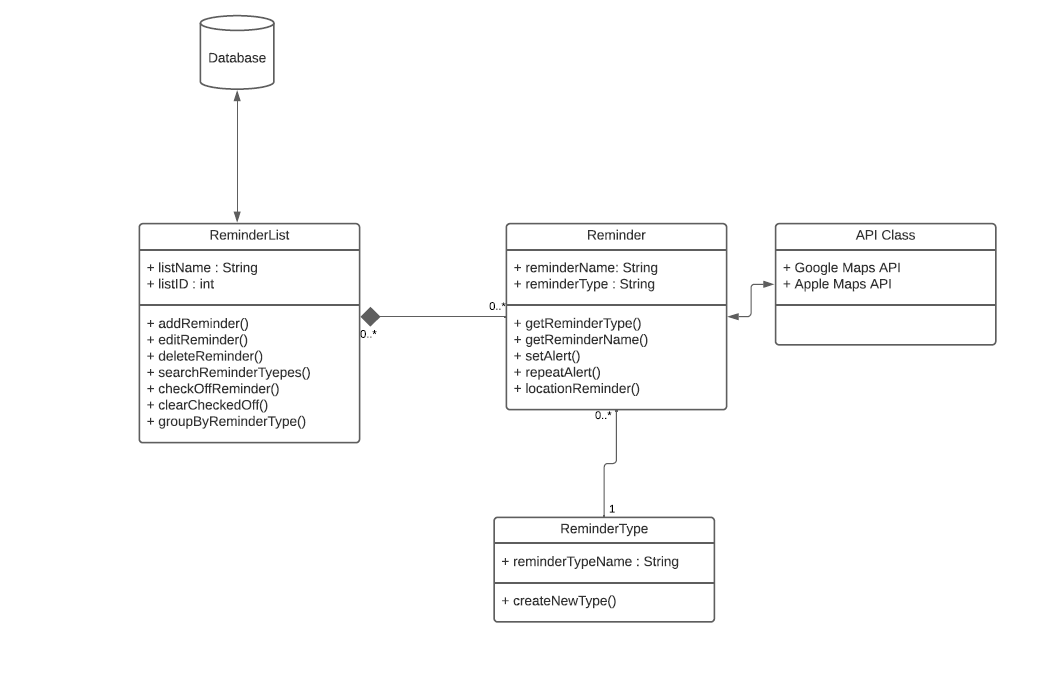 Database
ReminderList
+ listName : String
+ listID : int
+ addReminder()
+ editReminder()
+ deleteReminder()
+ searchReminderTyepes()
+ checkOffReminder()
+ clearCheckedOff()
+ groupByReminderType()
0..*
0..*
Reminder
+ reminderName: String
+ reminderType : String
+ getReminderType()
+ getReminderName()
+ setAlert()
+ repeatAlert()
+ locationReminder()
API Class
+ Google Maps API
+ Apple Maps API
0..*
1
ReminderType
+ reminderTypeName : String
+ createNewType()